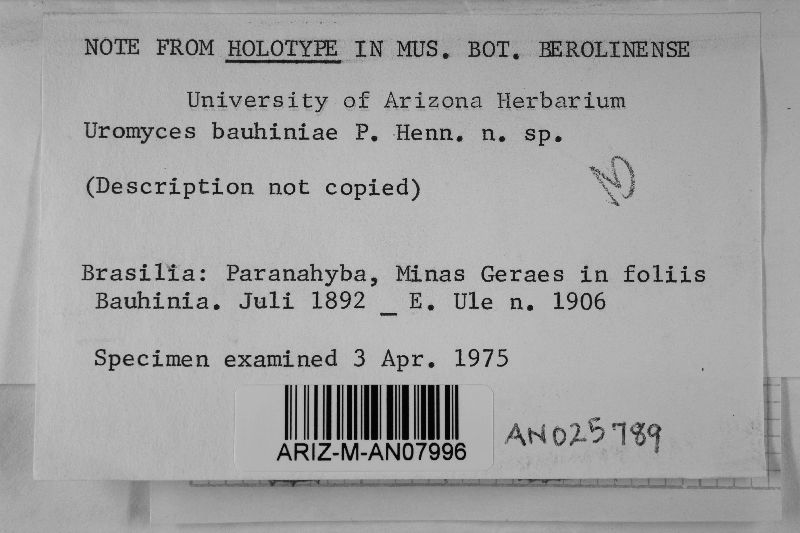 NOTE FROM HOLOTYPE IN MUS. BOT. BEROLINENSE
University of Arizona Herbarium
Uromyces bauhiniae P. Henn. n. sp.
(Description not copied)
Brasilia: Paranahyba, Minas Geraes in foliis
Bauhinia. Juli 1892 _ E. Ule n. 1906
Specimen examined 3 Apr. 1975
ARIZ-M-AN07996
AN025789